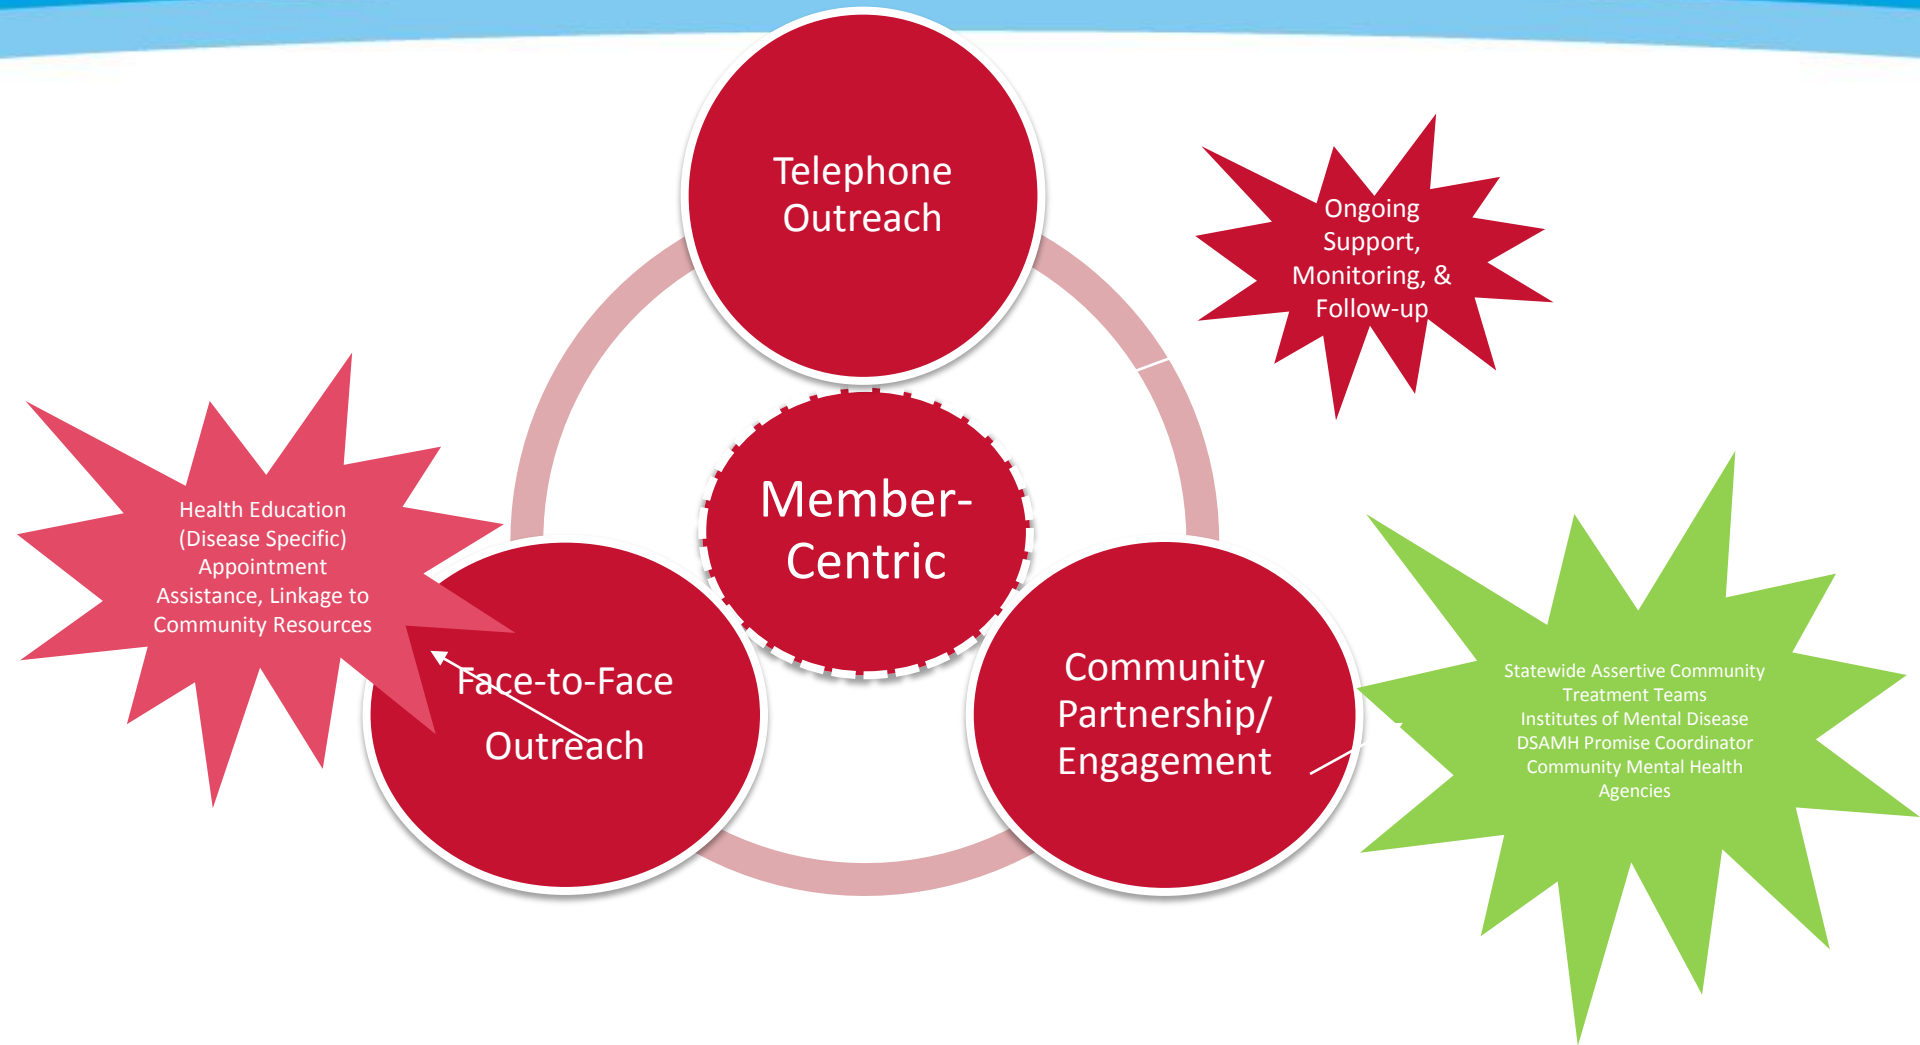 Telephone
Outreach
Ongoing
Support,
Monitoring, &
Follow-up
Member-
Centric
Health Education
(Disease Specific)
Appointment
Assistance, Linkage to
Community Resources
Face-to-Face
Outreach
Community
Partnership/
Engagement
Statewide Assertive Community
Treatment Teams
Institutes of Mental Disease
DSAMH Promise Coordinator
Community Mental Health
Agencies